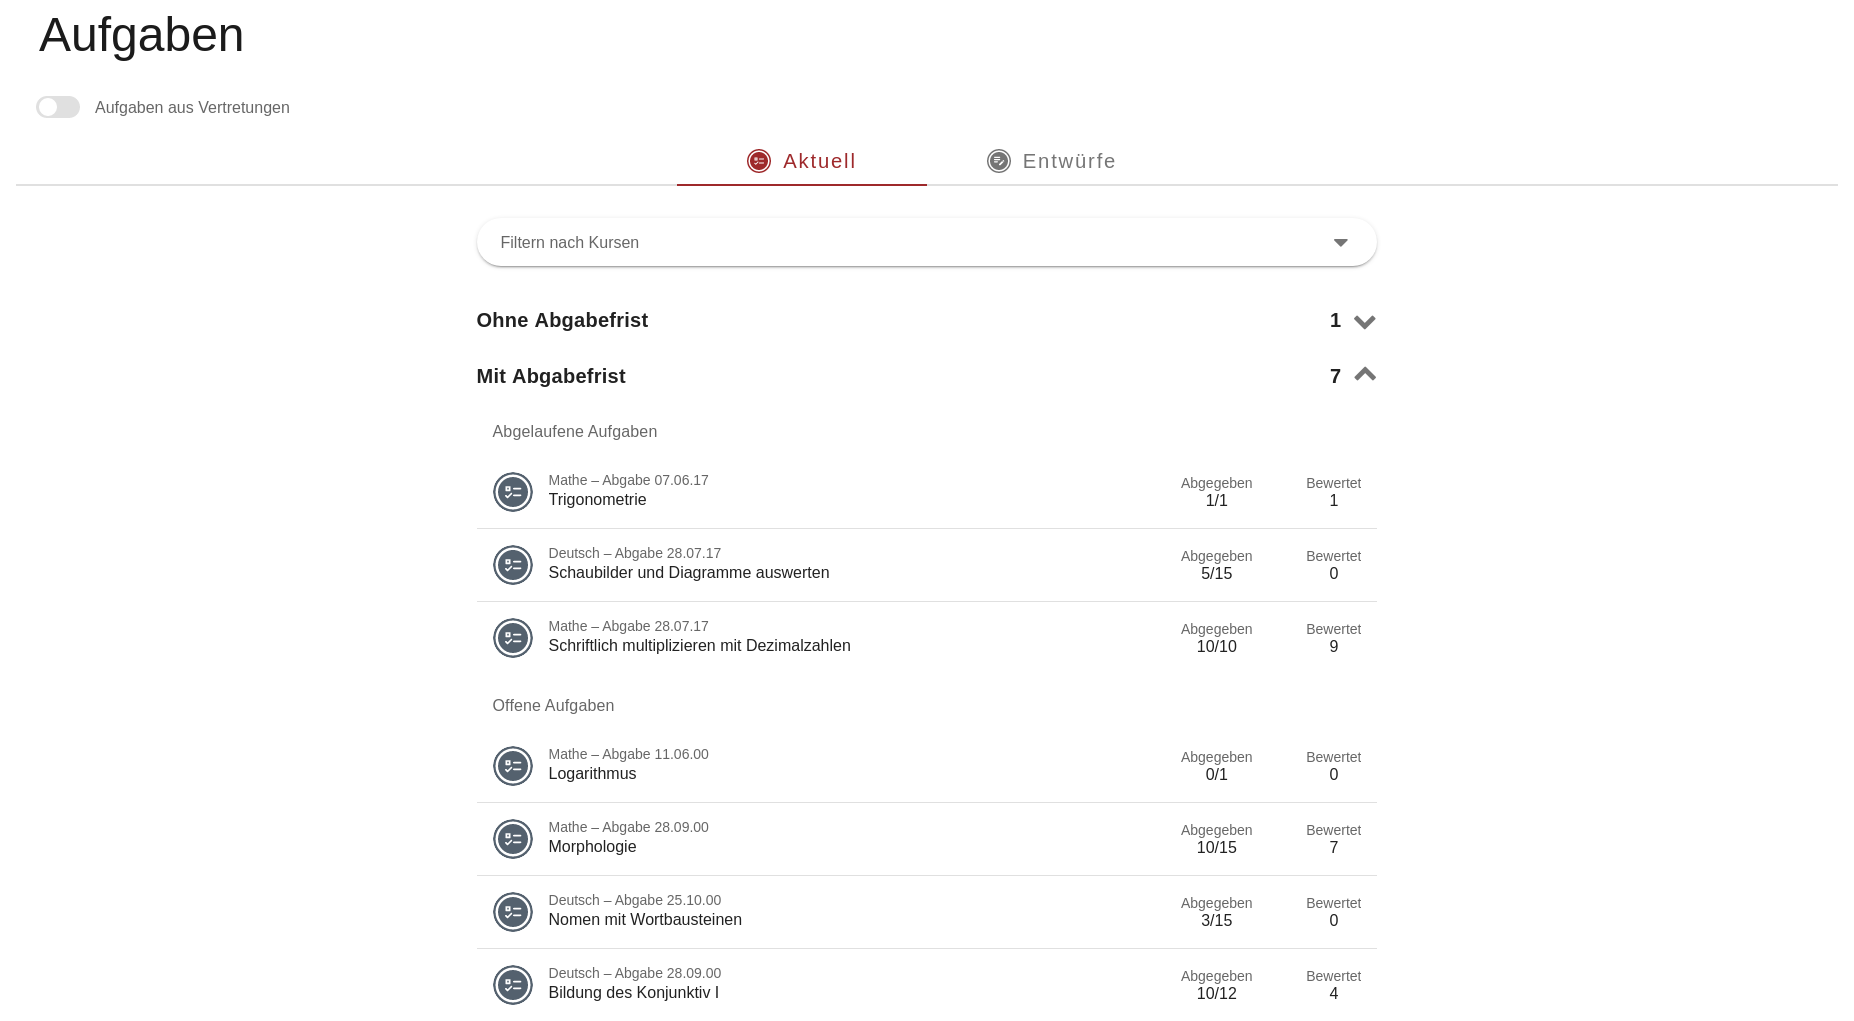 Aufgaben
Aufgaben aus Vertretungen
Aktuell
Entwürfe
Filtern nach Kursen
Ohne Abgabefrist 1
Mit Abgabefrist 7
Abgelaufene Aufgaben
Mathe – Abgabe 07.06.17
Trigonometrie
Abgegeben
1/1
Bewertet
1
Deutsch – Abgabe 28.07.17
Schaubilder und Diagramme auswerten
Abgegeben
5/15
Bewertet
0
Mathe – Abgabe 28.07.17
Schriftlich multiplizieren mit Dezimalzahlen
Abgegeben
10/10
Bewertet
9
Offene Aufgaben
Mathe – Abgabe 11.06.00
Logarithmus
Abgegeben
0/1
Bewertet
0
Mathe – Abgabe 28.09.00
Morphologie
Abgegeben
10/15
Bewertet
7
Deutsch – Abgabe 25.10.00
Nomen mit Wortbausteinen
Abgegeben
3/15
Bewertet
0
Deutsch – Abgabe 28.09.00
Bildung des Konjunktiv I
Abgegeben
10/12
Bewertet
4